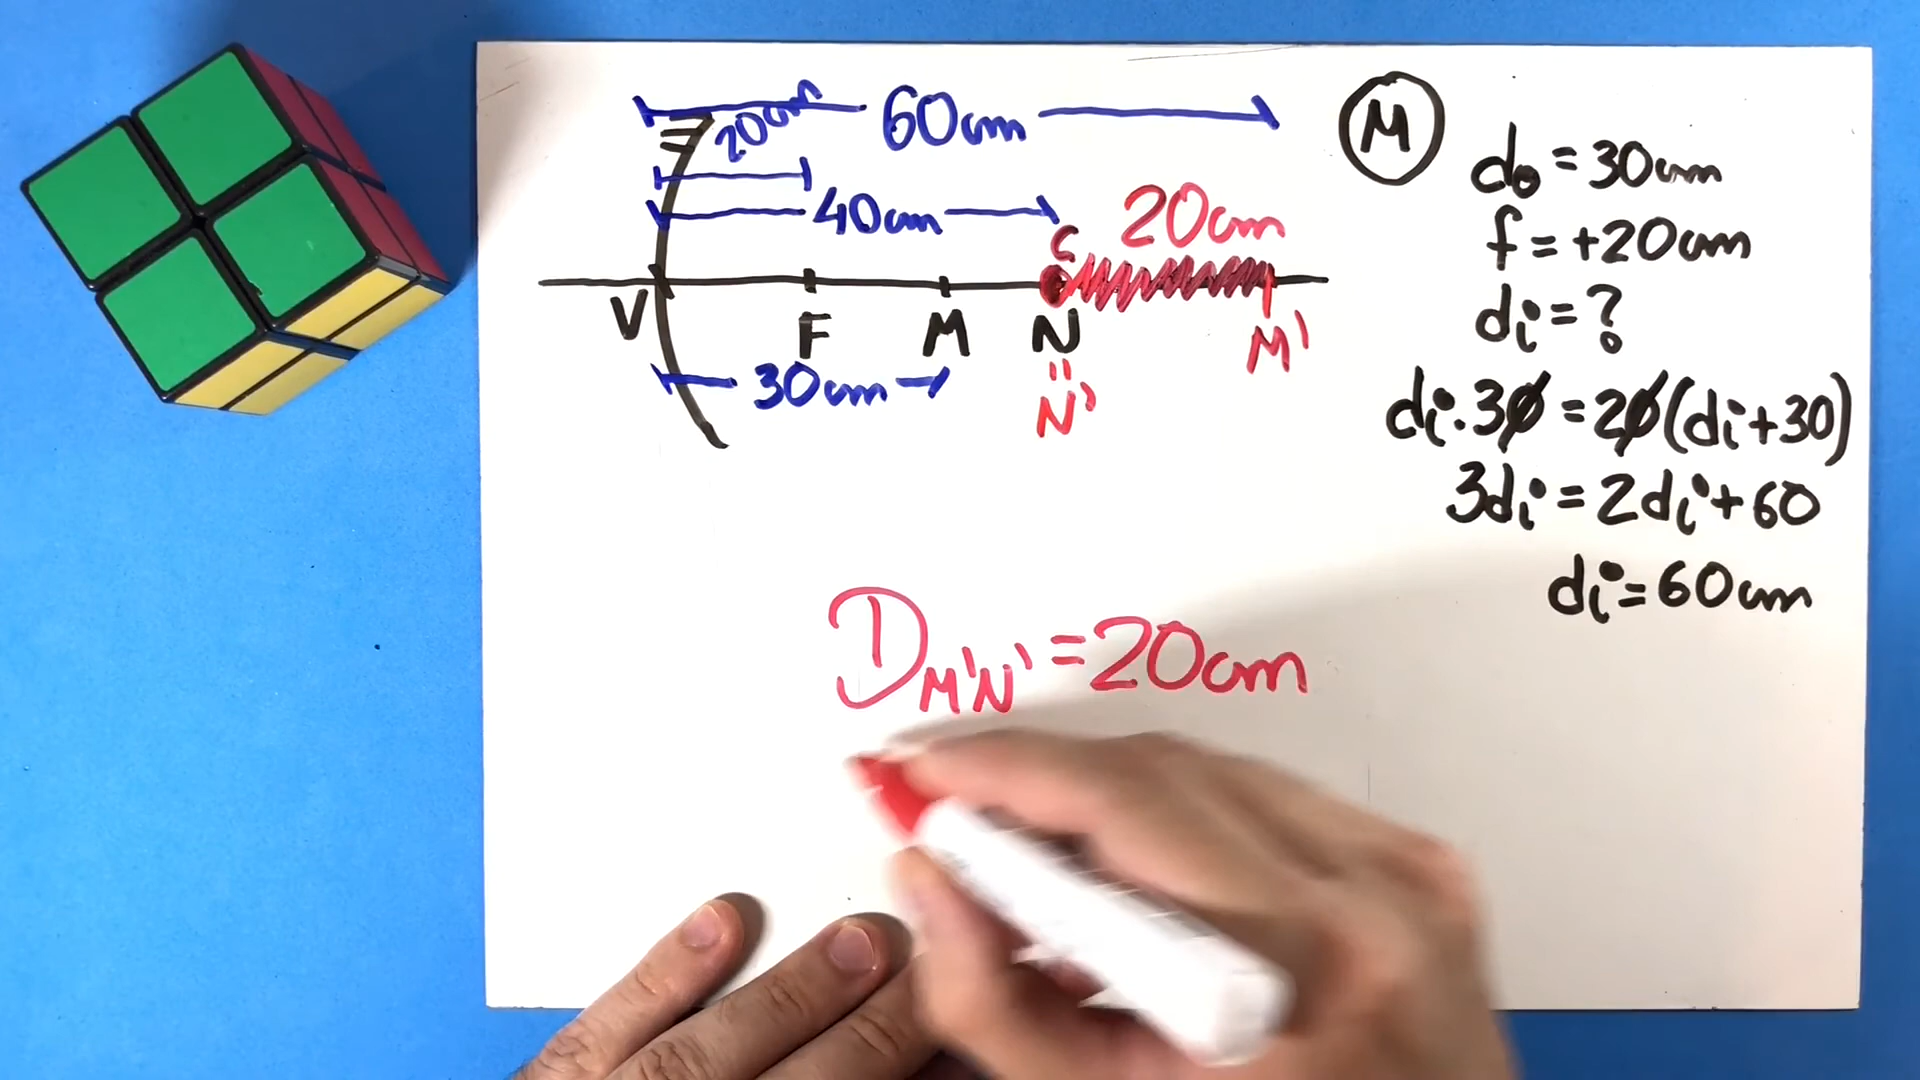 60cm
20cm
40cm
20cm
C
V F M N M'
30cm
"
N'
M
do = 30cm
f = +20cm
di = ?
di.30 = 20(di+30)
3di = 2di+60
di = 60cm
DM'N' = 20cm